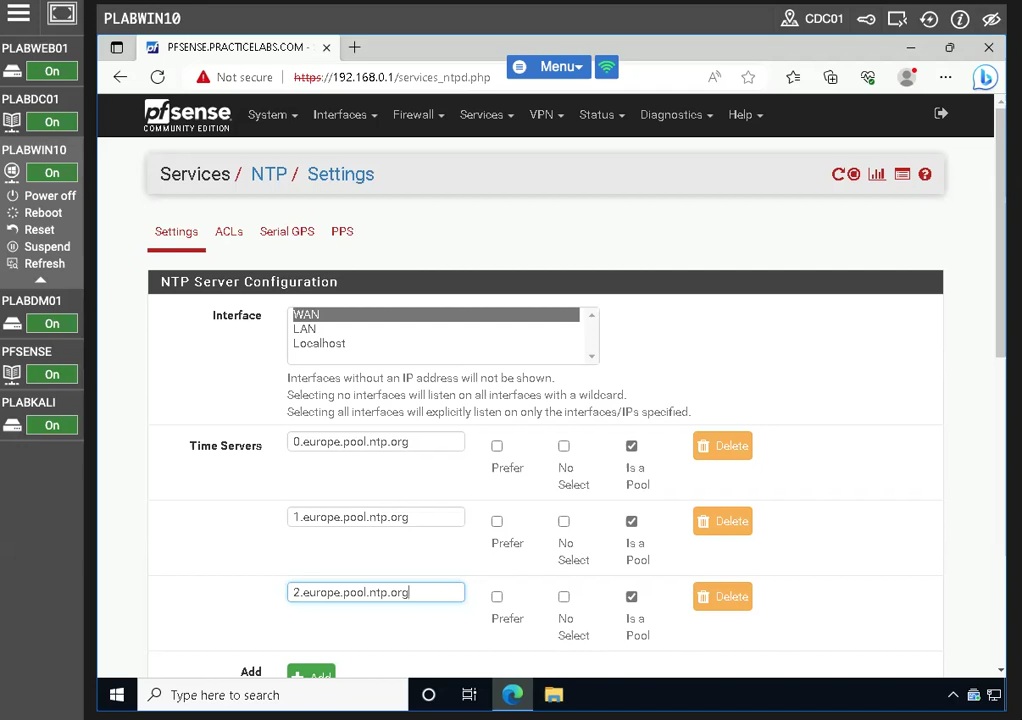 PLABWIN10
CDC01
PLABWEB01
On
PLABDC01
On
PLABWIN10
On
Power off
Reboot
Reset
Suspend
Refresh
PLABDM01
On
PFSENSE
On
PLABKALI
On
PFSENSE.PRACTICELABS.COM -
Menu
Not secure
https://192.168.0.1/services_ntpd.php
pfsense
COMMUNITY EDITION
System
Interfaces
Firewall
Services
VPN
Status
Diagnostics
Help
Services / NTP / Settings
Settings
ACLs
Serial GPS
PPS
NTP Server Configuration
Interface
WAN
LAN
Localhost
Interfaces without an IP address will not be shown.
Selecting no interfaces will listen on all interfaces with a wildcard.
Selecting all interfaces will explicitly listen on only the interfaces/IPs specified.
Time Servers
0.europe.pool.ntp.org
Prefer
No
Select
Is a
Pool
Delete
1.europe.pool.ntp.org
Prefer
No
Select
Is a
Pool
Delete
2.europe.pool.ntp.org
Prefer
No
Select
Is a
Pool
Delete
Add
+ Add
Type here to search